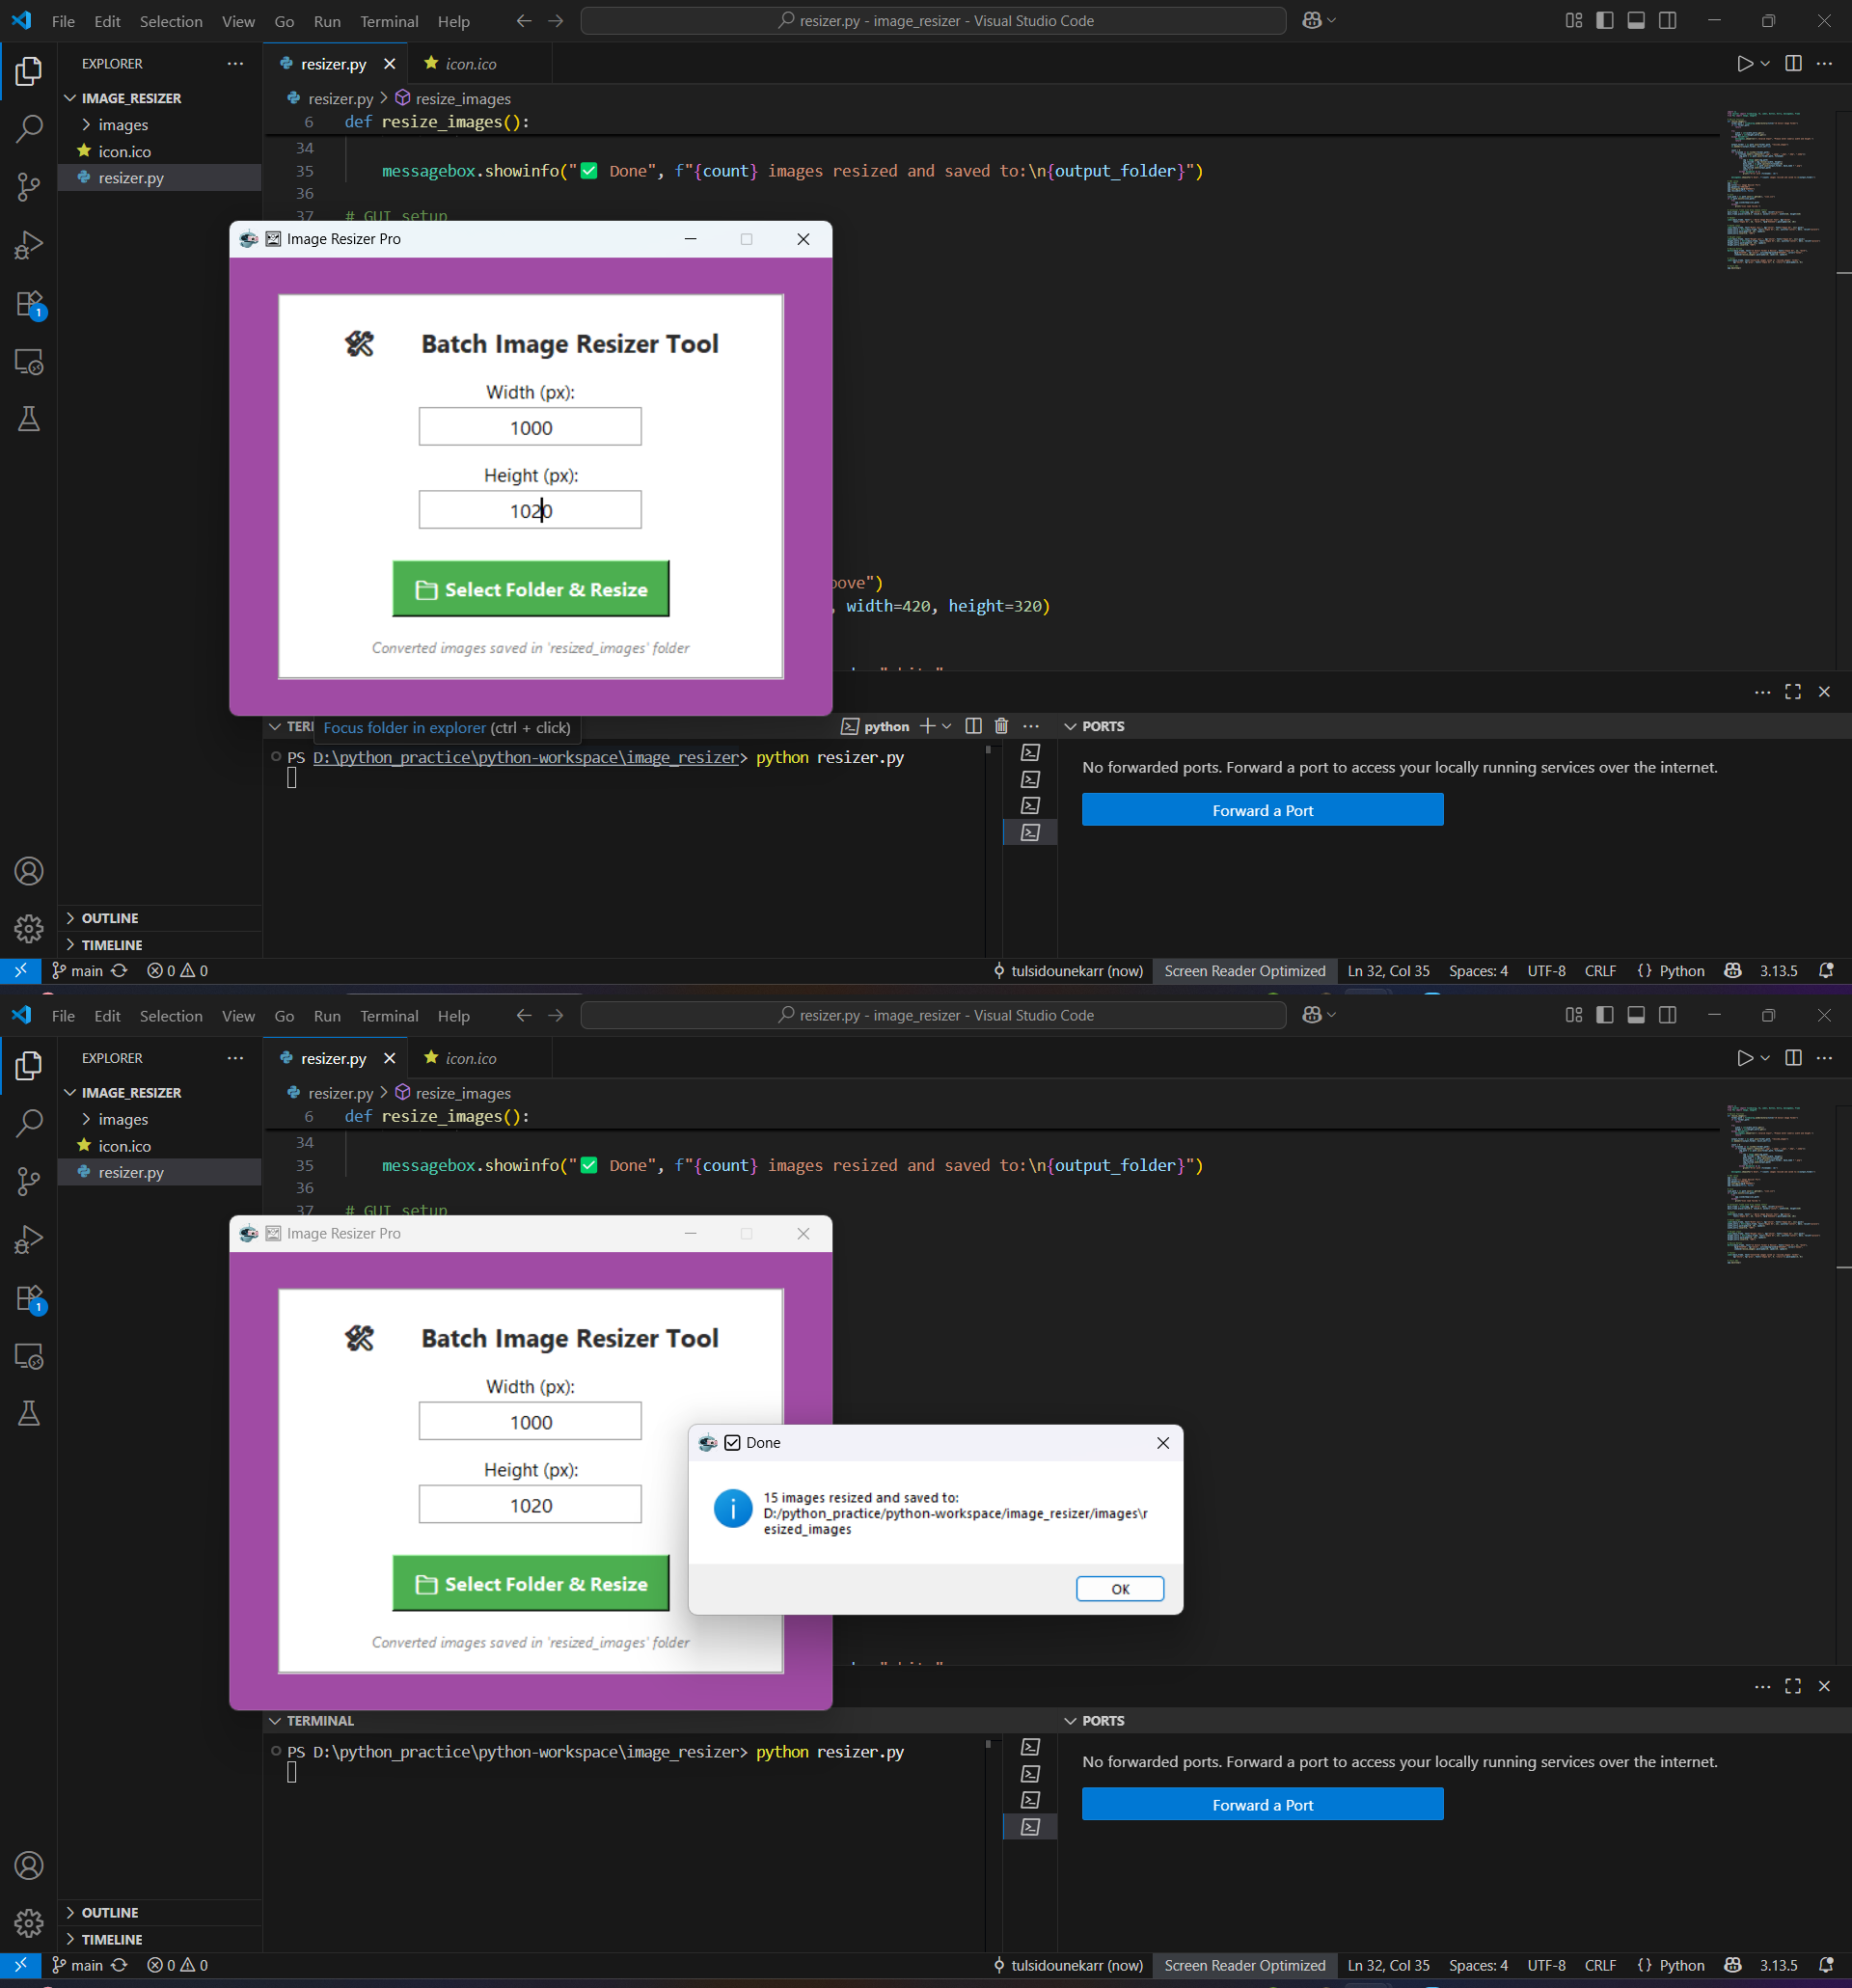 File Edit Selection View Go Run Terminal Help
resizer.py - image_resizer - Visual Studio Code
EXPLORER
resizer.py
icon.ico
IMAGE_RESIZER
images
icon.ico
resizer.py
resizer.py > resize_images
6 def resize_images():
34
35 messagebox.showinfo("✅ Done", f"{count} images resized and saved to:\n{output_folder}")
36
37 # GUI setup
Image Resizer Pro
Batch Image Resizer Tool
Width (px):
1000
Height (px):
1020
Select Folder & Resize
Converted images saved in 'resized_images' folder
ove")
, width=420, height=320)
1
Focus folder in explorer (ctrl + click)
python
PORTS
PS D:\python_practice\python-workspace\image_resizer> python resizer.py
No forwarded ports. Forward a port to access your locally running services over the internet.
Forward a Port
OUTLINE
TIMELINE
main 0 0
tulsidounekarr (now) Screen Reader Optimized Ln 32, Col 35 Spaces: 4 UTF-8 CRLF {} Python 3.13.5
File Edit Selection View Go Run Terminal Help
resizer.py - image_resizer - Visual Studio Code
EXPLORER
resizer.py
icon.ico
IMAGE_RESIZER
images
icon.ico
resizer.py
resizer.py > resize_images
6 def resize_images():
34
35 messagebox.showinfo("✅ Done", f"{count} images resized and saved to:\n{output_folder}")
36
37 # GUI setup
Image Resizer Pro
Batch Image Resizer Tool
Width (px):
1000
Height (px):
1020
Select Folder & Resize
Converted images saved in 'resized_images' folder
1
Done
15 images resized and saved to:
D:/python_practice/python-workspace/image_resizer/images\r
esized_images
OK
TERMINAL
PORTS
PS D:\python_practice\python-workspace\image_resizer> python resizer.py
No forwarded ports. Forward a port to access your locally running services over the internet.
Forward a Port
OUTLINE
TIMELINE
main 0 0
tulsidounekarr (now) Screen Reader Optimized Ln 32, Col 35 Spaces: 4 UTF-8 CRLF {} Python 3.13.5